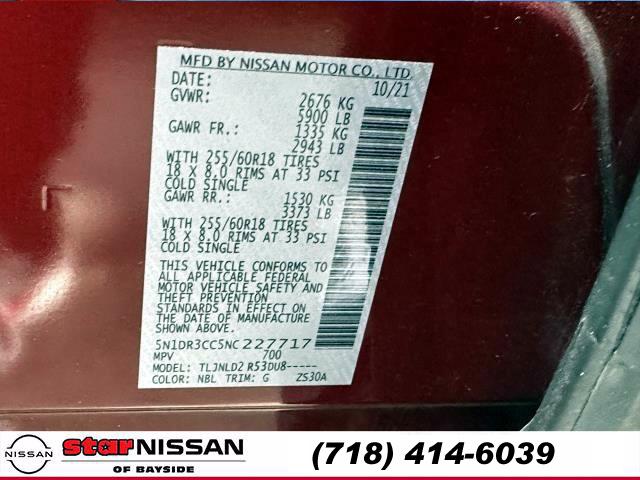 MFD BY NISSAN MOTOR CO., LTD.
DATE: 10/21
GVWR: 2676 KG
5900 LB
GAWR FR.: 1335 KG
2943 LB
WITH 255/60R18 TIRES
18 X 8.0 RIMS AT 33 PSI
COLD SINGLE
GAWR RR.: 1530 KG
3373 LB
WITH 255/60R18 TIRES
18 X 8.0 RIMS AT 33 PSI
COLD SINGLE
THIS VEHICLE CONFORMS TO
ALL APPLICABLE FEDERAL
MOTOR VEHICLE SAFETY AND
THEFT PREVENTION
STANDARDS IN EFFECT ON
THE DATE OF MANUFACTURE
SHOWN ABOVE.
5N1DR3CC5NC227717
MPV 700
MODEL: TLJNLD2 R53DU8-----
COLOR: NBL TRIM: G ZS30A
NISSAN
star NISSAN
OF BAYSIDE
(718) 414-6039